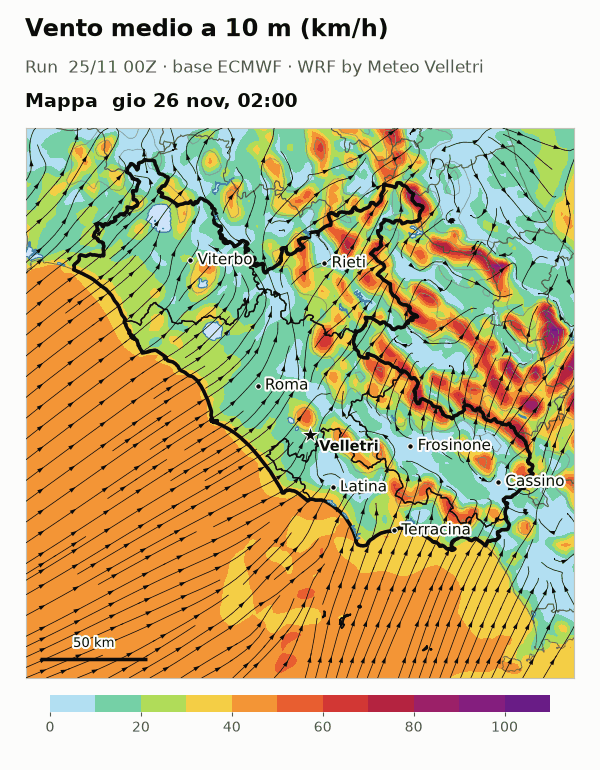 Vento medio a 10 m (km/h)
Run  25/11 00Z · base ECMWF · WRF by Meteo Velletri
Mappa  gio 26 nov, 02:00
Viterbo
Rieti
Roma
Velletri
Frosinone
Cassino
Latina
Terracina
50 km
0 20 40 60 80 100